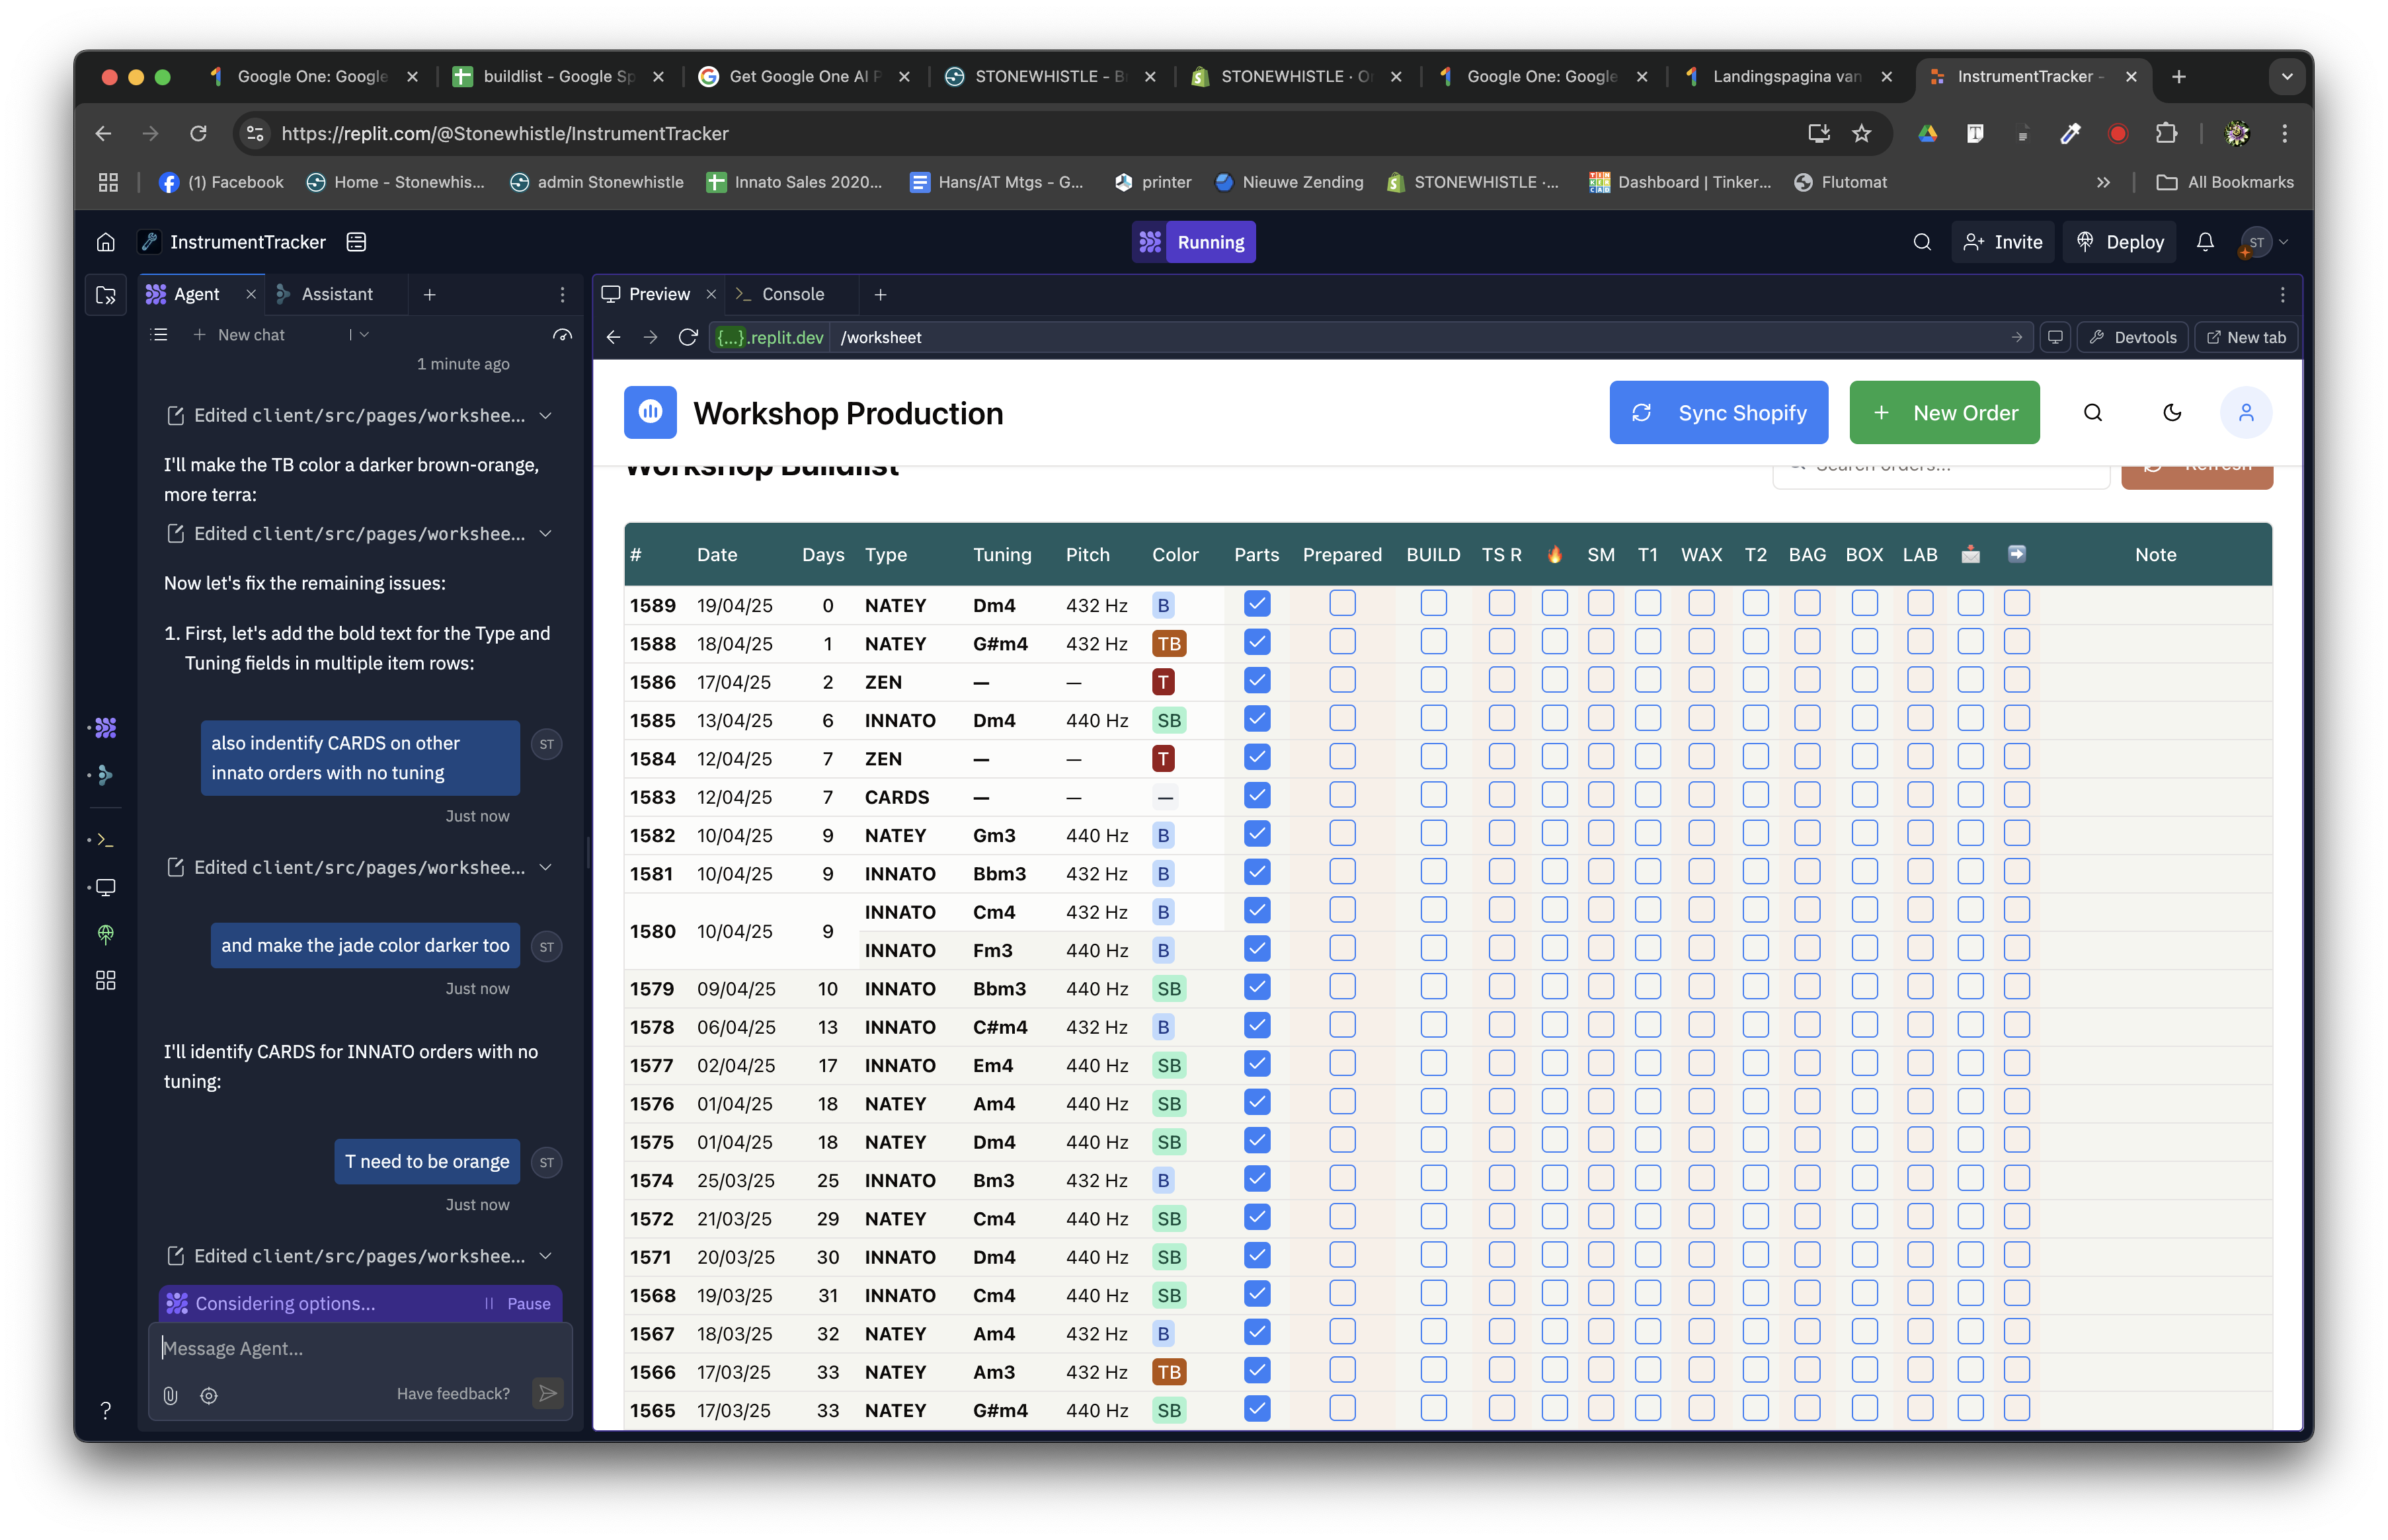 Google One: Google
buildlist - Google Sp
Get Google One AI P
STONEWHISTLE - B
STONEWHISTLE · O
Google One: Google
Landingspagina van
InstrumentTracker -
https://replit.com/@Stonewhistle/InstrumentTracker
(1) Facebook
Home - Stonewhis...
admin Stonewhistle
Innato Sales 2020...
Hans/AT Mtgs - G...
printer
Nieuwe Zending
STONEWHISTLE ·...
Dashboard | Tinker...
Flutomat
All Bookmarks
InstrumentTracker
Running
Invite
Deploy
ST
Agent
Assistant
New chat
1 minute ago
Edited client/src/pages/workshee...
I'll make the TB color a darker brown-orange,
more terra:
Edited client/src/pages/workshee...
Now let's fix the remaining issues:
1. First, let's add the bold text for the Type and
Tuning fields in multiple item rows:
also indentify CARDS on other
innato orders with no tuning
ST
Just now
Edited client/src/pages/workshee...
and make the jade color darker too
ST
Just now
I'll identify CARDS for INNATO orders with no
tuning:
T need to be orange
ST
Just now
Edited client/src/pages/workshee...
Considering options...
Pause
Message Agent...
Have feedback?
Preview
Console
{...}.replit.dev
/worksheet
Devtools
New tab
Workshop Production
Sync Shopify
New Order
Workshop Buildlist
Search orders...
Refresh
# Date Days Type Tuning Pitch Color Parts Prepared BUILD TS R 🔥 SM T1 WAX T2 BAG BOX LAB 📩 ➡️ Note
1589 19/04/25 0 NATEY Dm4 432 Hz B
1588 18/04/25 1 NATEY G#m4 432 Hz TB
1586 17/04/25 2 ZEN — — T
1585 13/04/25 6 INNATO Dm4 440 Hz SB
1584 12/04/25 7 ZEN — — T
1583 12/04/25 7 CARDS — — —
1582 10/04/25 9 NATEY Gm3 440 Hz B
1581 10/04/25 9 INNATO Bbm3 432 Hz B
1580 10/04/25 9 INNATO Cm4 432 Hz B
INNATO Fm3 440 Hz B
1579 09/04/25 10 INNATO Bbm3 440 Hz SB
1578 06/04/25 13 INNATO C#m4 432 Hz B
1577 02/04/25 17 INNATO Em4 440 Hz SB
1576 01/04/25 18 NATEY Am4 440 Hz SB
1575 01/04/25 18 NATEY Dm4 440 Hz SB
1574 25/03/25 25 INNATO Bm3 432 Hz B
1572 21/03/25 29 NATEY Cm4 440 Hz SB
1571 20/03/25 30 INNATO Dm4 440 Hz SB
1568 19/03/25 31 INNATO Cm4 440 Hz SB
1567 18/03/25 32 NATEY Am4 432 Hz B
1566 17/03/25 33 NATEY Am3 432 Hz TB
1565 17/03/25 33 NATEY G#m4 440 Hz SB